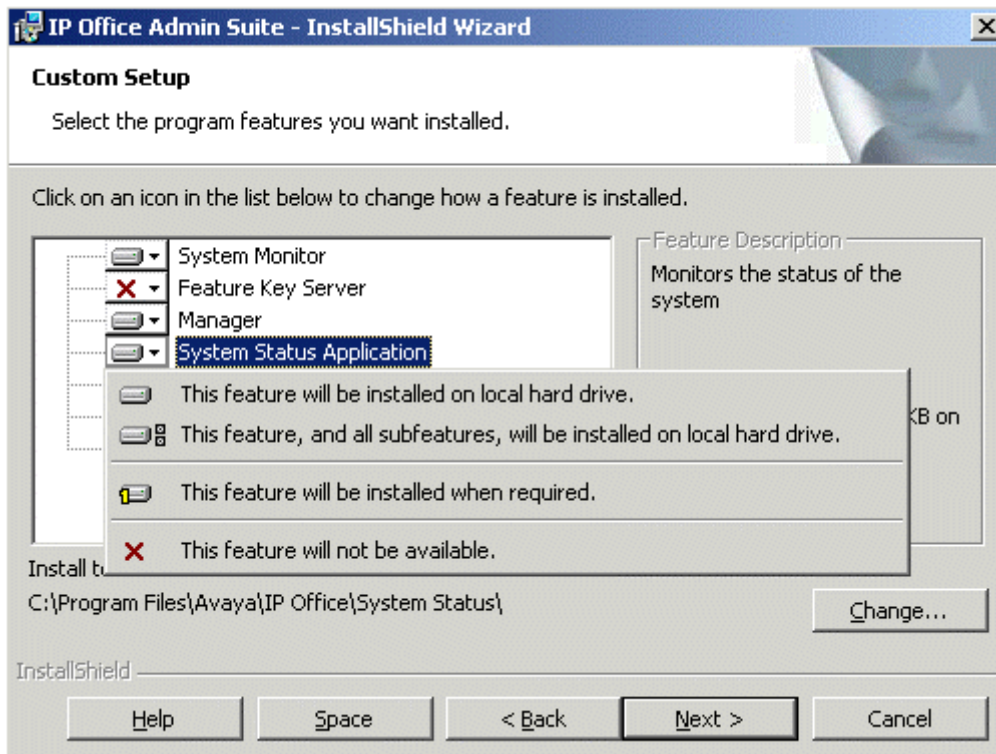 IP Office Admin Suite - InstallShield Wizard
Custom Setup
Select the program features you want installed.
Click on an icon in the list below to change how a feature is installed.
System Monitor
Feature Key Server
Manager
System Status Application
Feature Description
Monitors the status of the
system
This feature will be installed on local hard drive.
This feature, and all subfeatures, will be installed on local hard drive.
This feature will be installed when required.
This feature will not be available.
KB on
Install
C:\Program Files\Avaya\IP Office\System Status\
Change...
InstallShield
Help
Space
< Back
Next >
Cancel